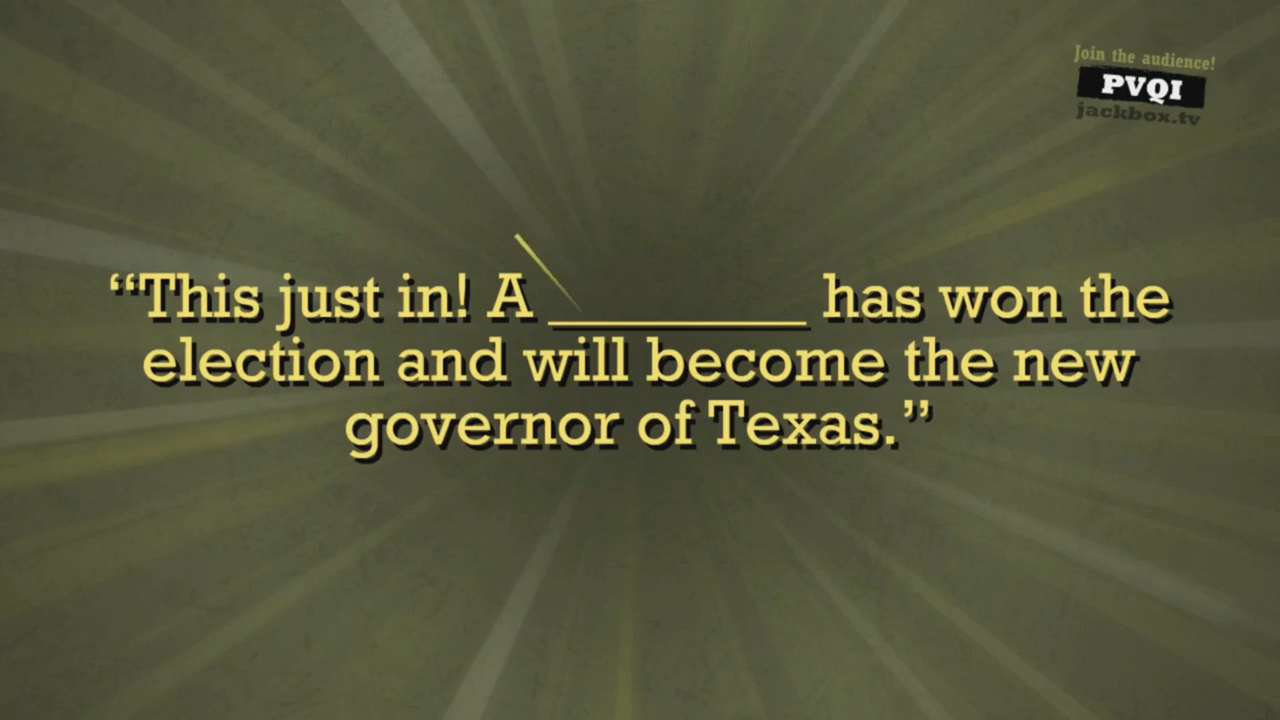 Join the audience!
PVQI
jackbox.tv
“This just in! A ________ has won the
election and will become the new
governor of Texas.”